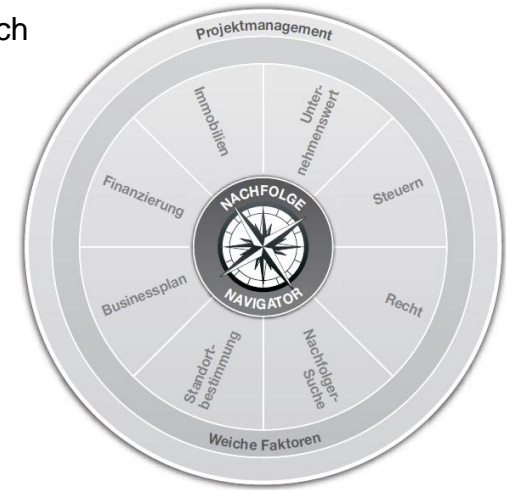 ch
Projektmanagement
Immobilien
Unter-
nehmenswert
Finanzierung
Steuern
NACHFOLGE
NAVIGATOR
Businessplan
Recht
Standort-
bestimmung
Nachfolger-
Suche
Weiche Faktoren